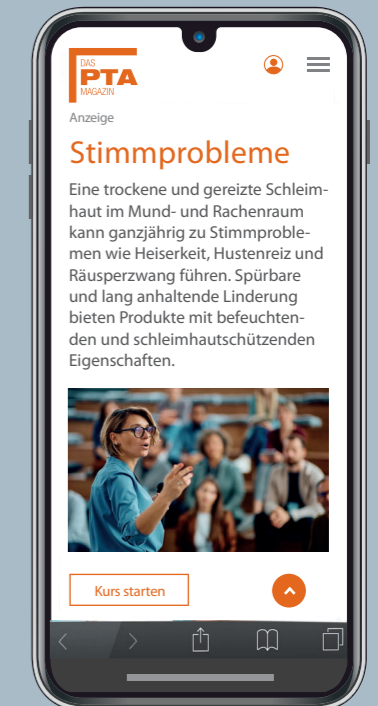 DAS
PTA
MAGAZIN
Anzeige
Stimmprobleme
Eine trockene und gereizte Schleim-
haut im Mund- und Rachenraum
kann ganzjährig zu Stimmproble-
men wie Heiserkeit, Hustenreiz und
Räusperzwang führen. Spürbare
und lang anhaltende Linderung
bieten Produkte mit befeuchten-
den und schleimhautschützenden
Eigenschaften.
Kurs starten